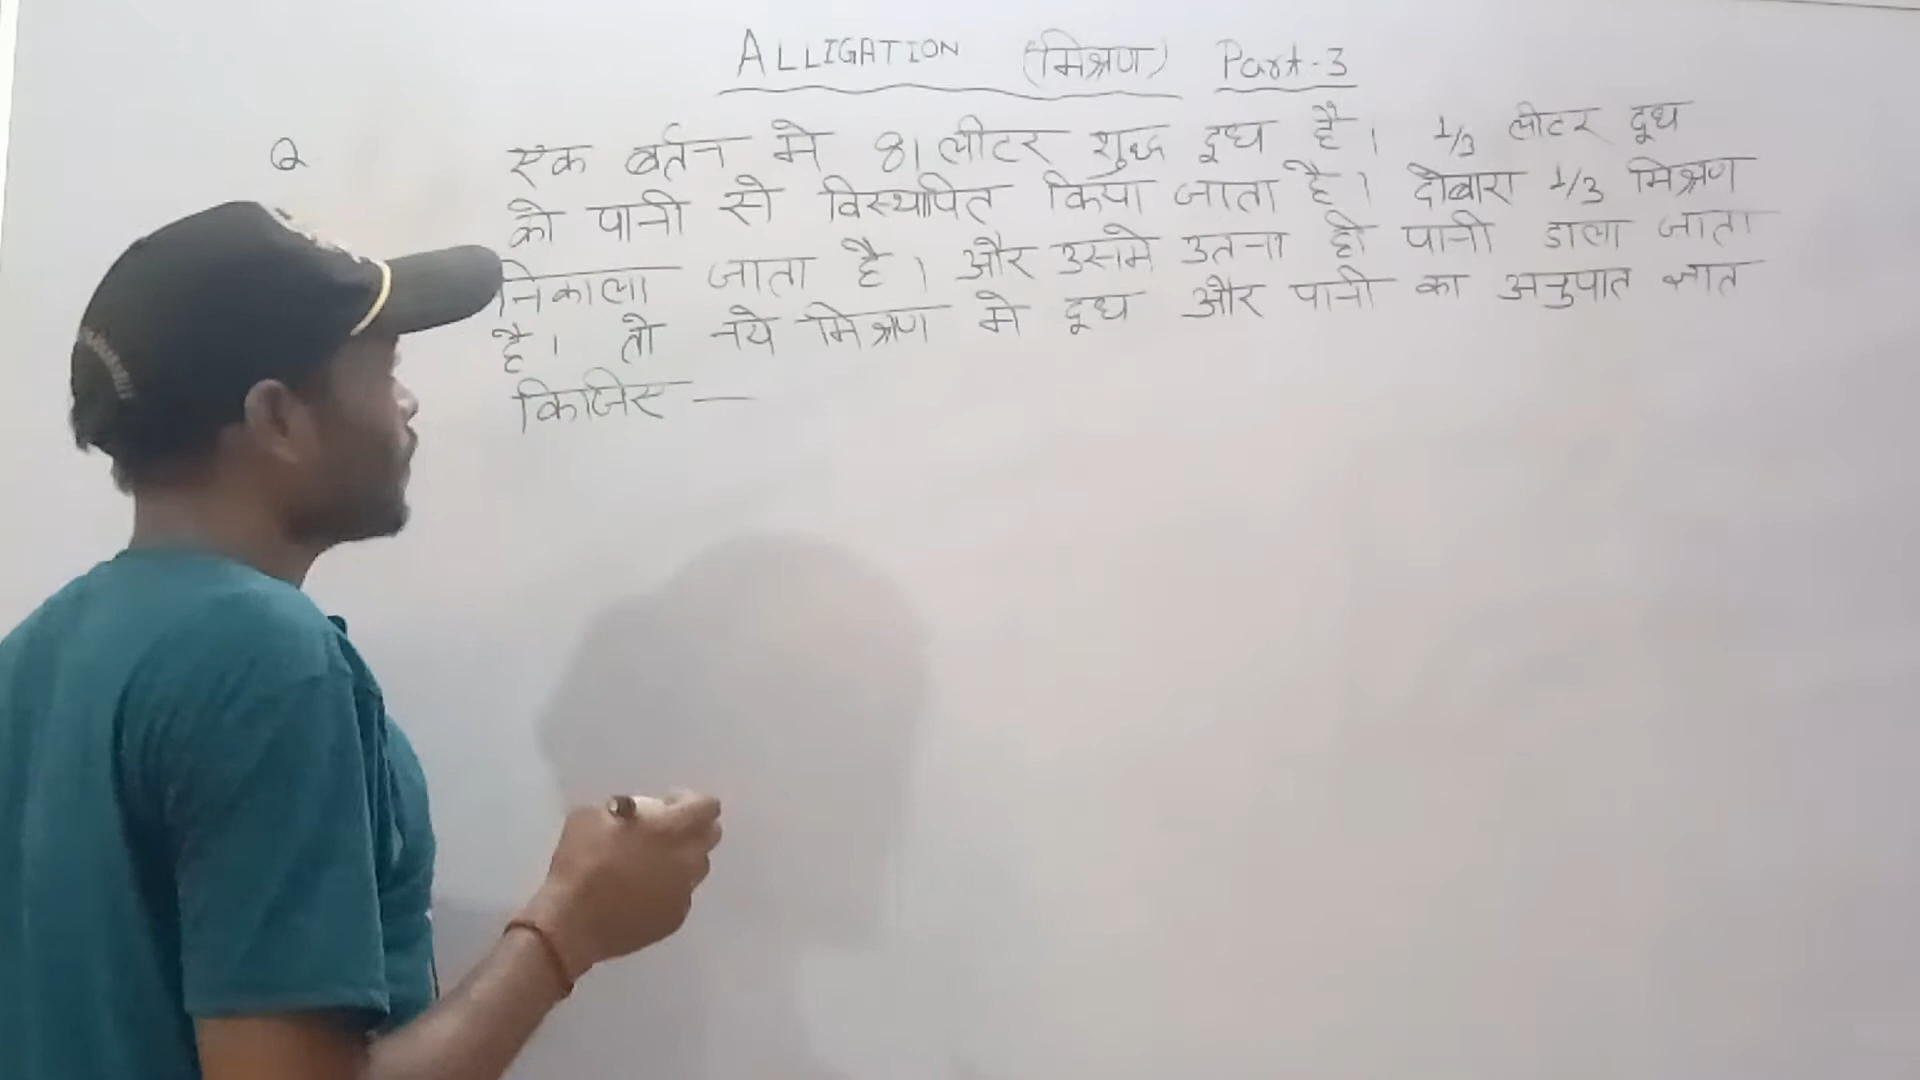 ALLIGATION (मिश्रण) Part-3
Q एक बर्तन मे 81 लीटर शुद्ध दूध है। 1/3 लीटर दूध
को पानी से विस्थापित किया जाता है। दोबारा 1/3 मिश्रण
निकाला जाता है। और उसमे उतना ही पानी डाला जाता
है। तो नये मिश्रण मे दूध और पानी का अनुपात ज्ञात
किजिए —